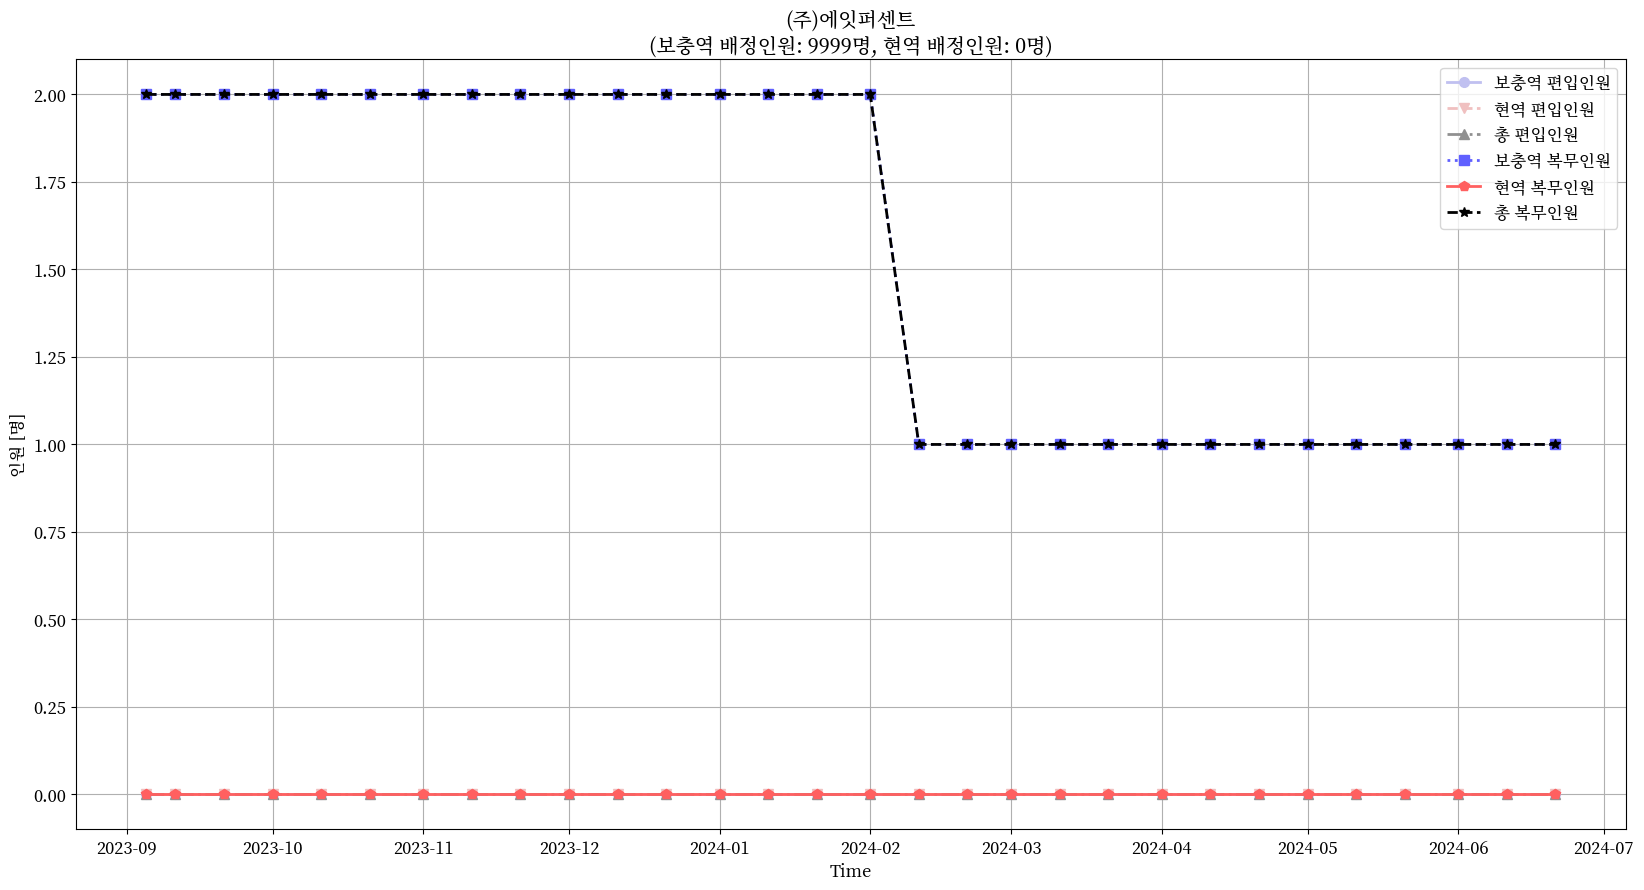 (주)에잇퍼센트
(보충역 배정인원: 9999명, 현역 배정인원: 0명)
보충역 편입인원
현역 편입인원
총 편입인원
보충역 복무인원
현역 복무인원
총 복무인원
인원 [명]
2.00
1.75
1.50
1.25
1.00
0.75
0.50
0.25
0.00
2023-09 2023-10 2023-11 2023-12 2024-01 2024-02 2024-03 2024-04 2024-05 2024-06 2024-07
Time